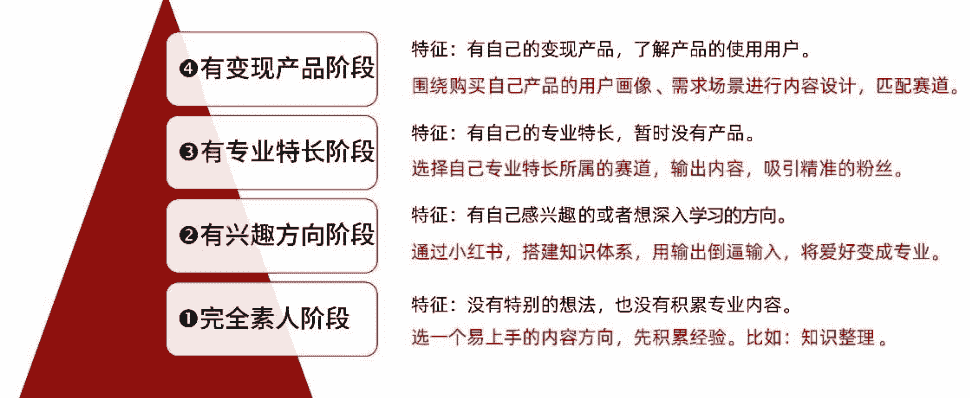 ❹有变现产品阶段
特征：有自己的变现产品，了解产品的使用用户。
围绕购买自己产品的用户画像、需求场景进行内容设计，匹配赛道。
❸有专业特长阶段
特征：有自己的专业特长，暂时没有产品。
选择自己专业特长所属的赛道，输出内容，吸引精准的粉丝。
❷有兴趣方向阶段
特征：有自己感兴趣的或者想深入学习的方向。
通过小红书，搭建知识体系，用输出倒逼输入，将爱好变成专业。
❶完全素人阶段
特征：没有特别的想法，也没有积累专业内容。
选一个易上手的内容方向，先积累经验。比如：知识整理。